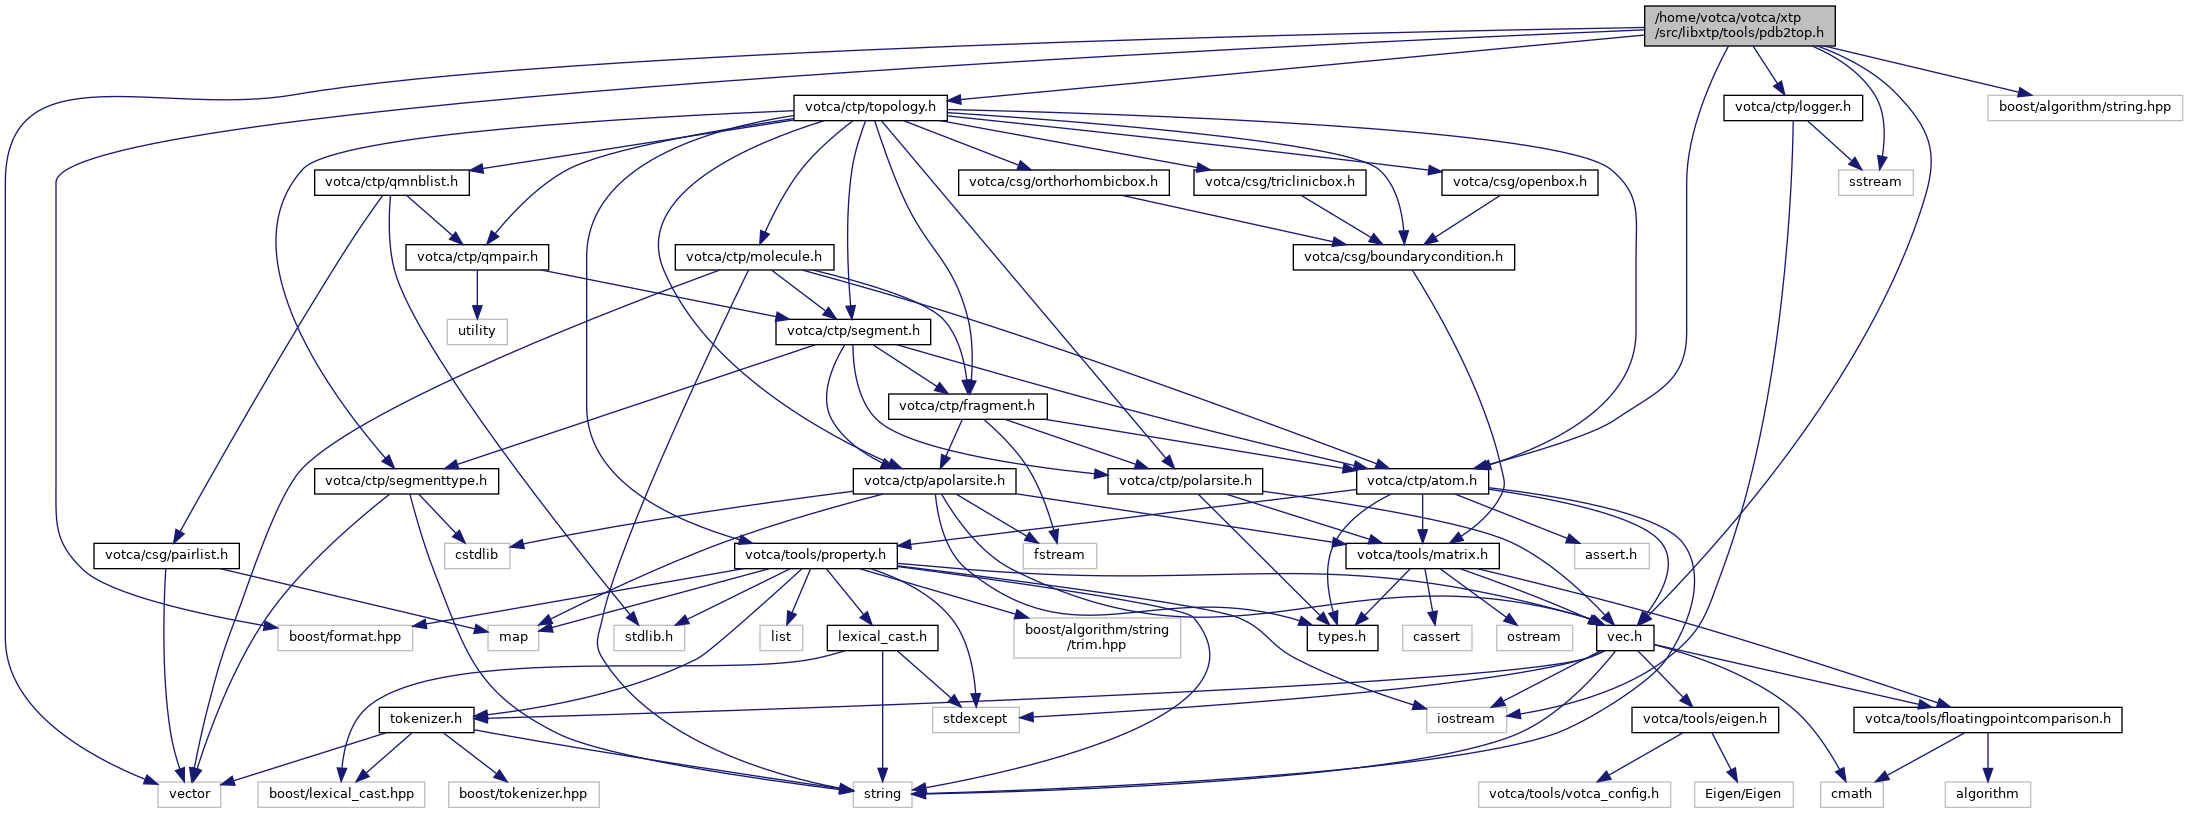 /home/votca/votca/xtp
/src/libxtp/tools/pdb2top.h
votca/ctp/topology.h
votca/ctp/logger.h
boost/algorithm/string.hpp
votca/ctp/qmnblist.h
votca/csg/orthorhombicbox.h
votca/csg/triclinicbox.h
votca/csg/openbox.h
sstream
votca/ctp/qmpair.h
votca/ctp/molecule.h
votca/csg/boundarycondition.h
utility
votca/ctp/segment.h
votca/ctp/fragment.h
votca/ctp/segmenttype.h
votca/ctp/apolarsite.h
votca/ctp/polarsite.h
votca/ctp/atom.h
votca/csg/pairlist.h
cstdlib
votca/tools/property.h
fstream
votca/tools/matrix.h
assert.h
boost/format.hpp
map
stdlib.h
list
lexical_cast.h
boost/algorithm/string
/trim.hpp
types.h
cassert
ostream
vec.h
tokenizer.h
stdexcept
iostream
votca/tools/eigen.h
votca/tools/floatingpointcomparison.h
vector
boost/lexical_cast.hpp
boost/tokenizer.hpp
string
votca/tools/votca_config.h
Eigen/Eigen
cmath
algorithm